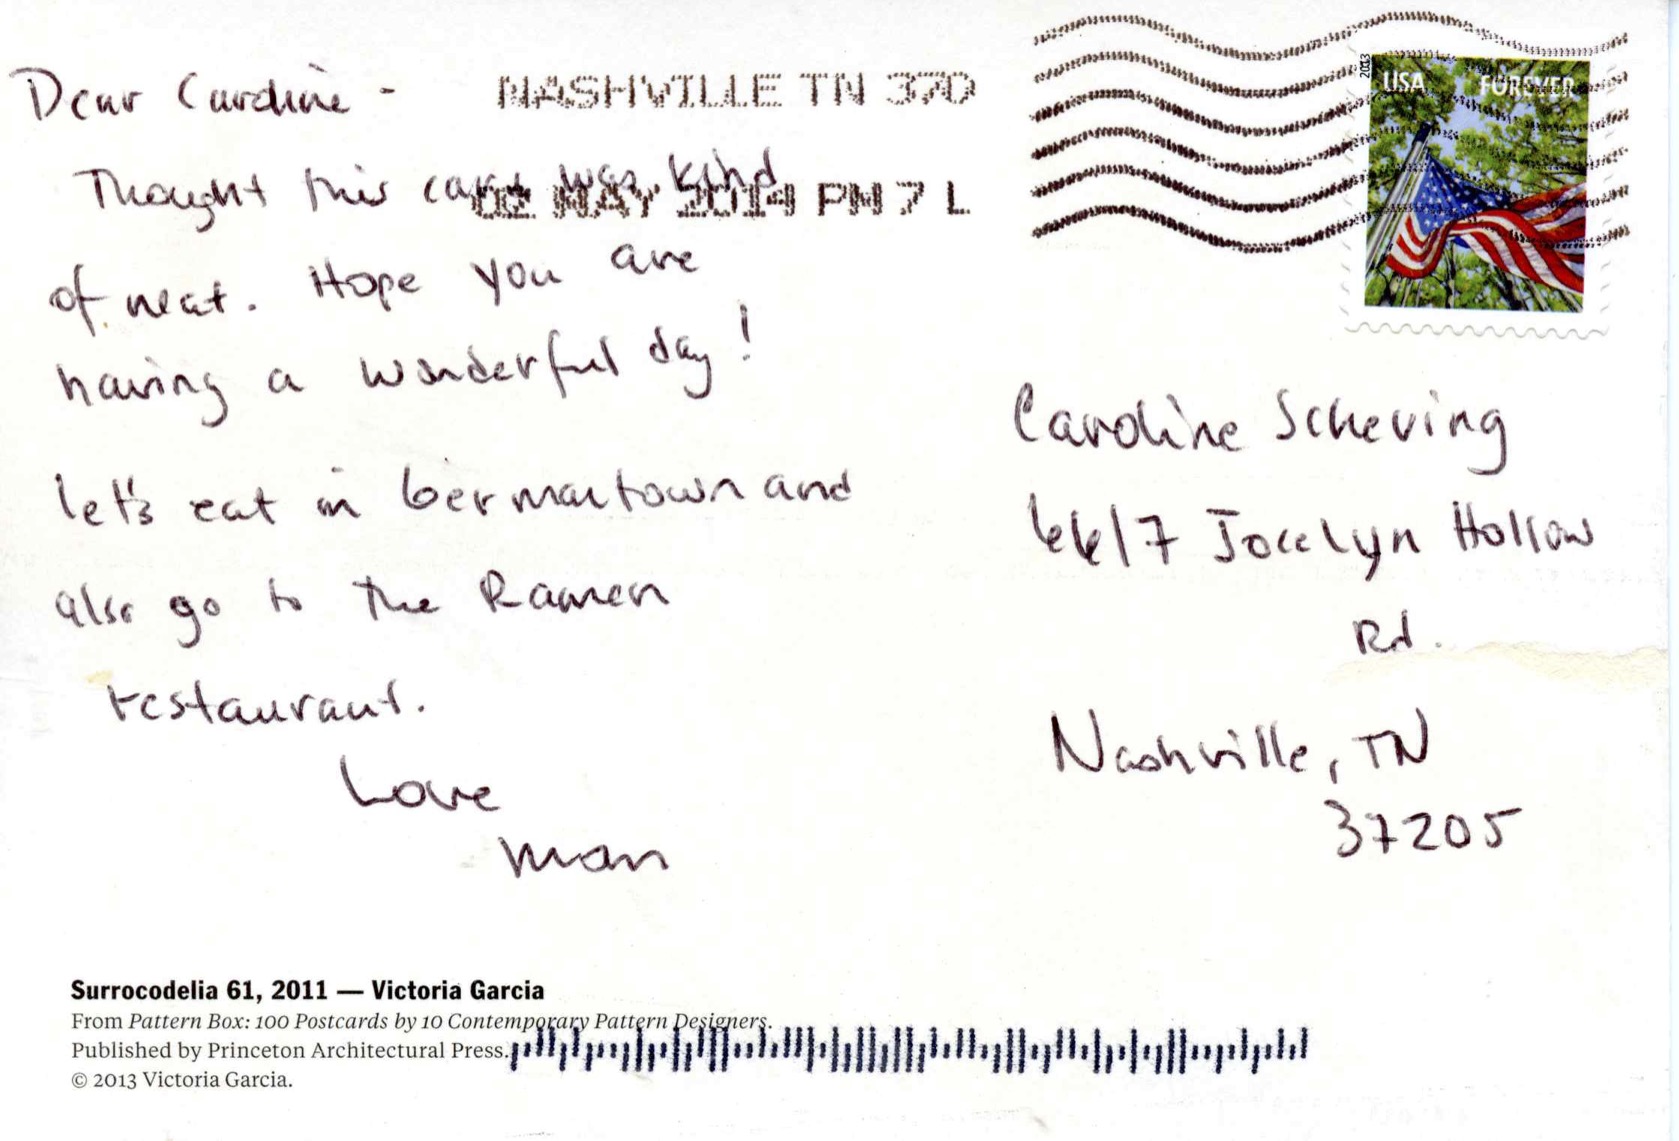 Dear Caroline -
Thought this card was kind
of neat. Hope you are
having a wonderful day!
Let's eat in Germantown and
also go to the Ramen
restaurant.
Love
Mom
NASHVILLE TN 370
02 MAY 2014 PM 7 L
2013
USA FOREVER
Caroline Scheving
6617 Jocelyn Hollow
Rd.
Nashville, TN
37205
Surrocodelia 61, 2011 — Victoria Garcia
From Pattern Box: 100 Postcards by 10 Contemporary Pattern Designers.
Published by Princeton Architectural Press.
© 2013 Victoria Garcia.